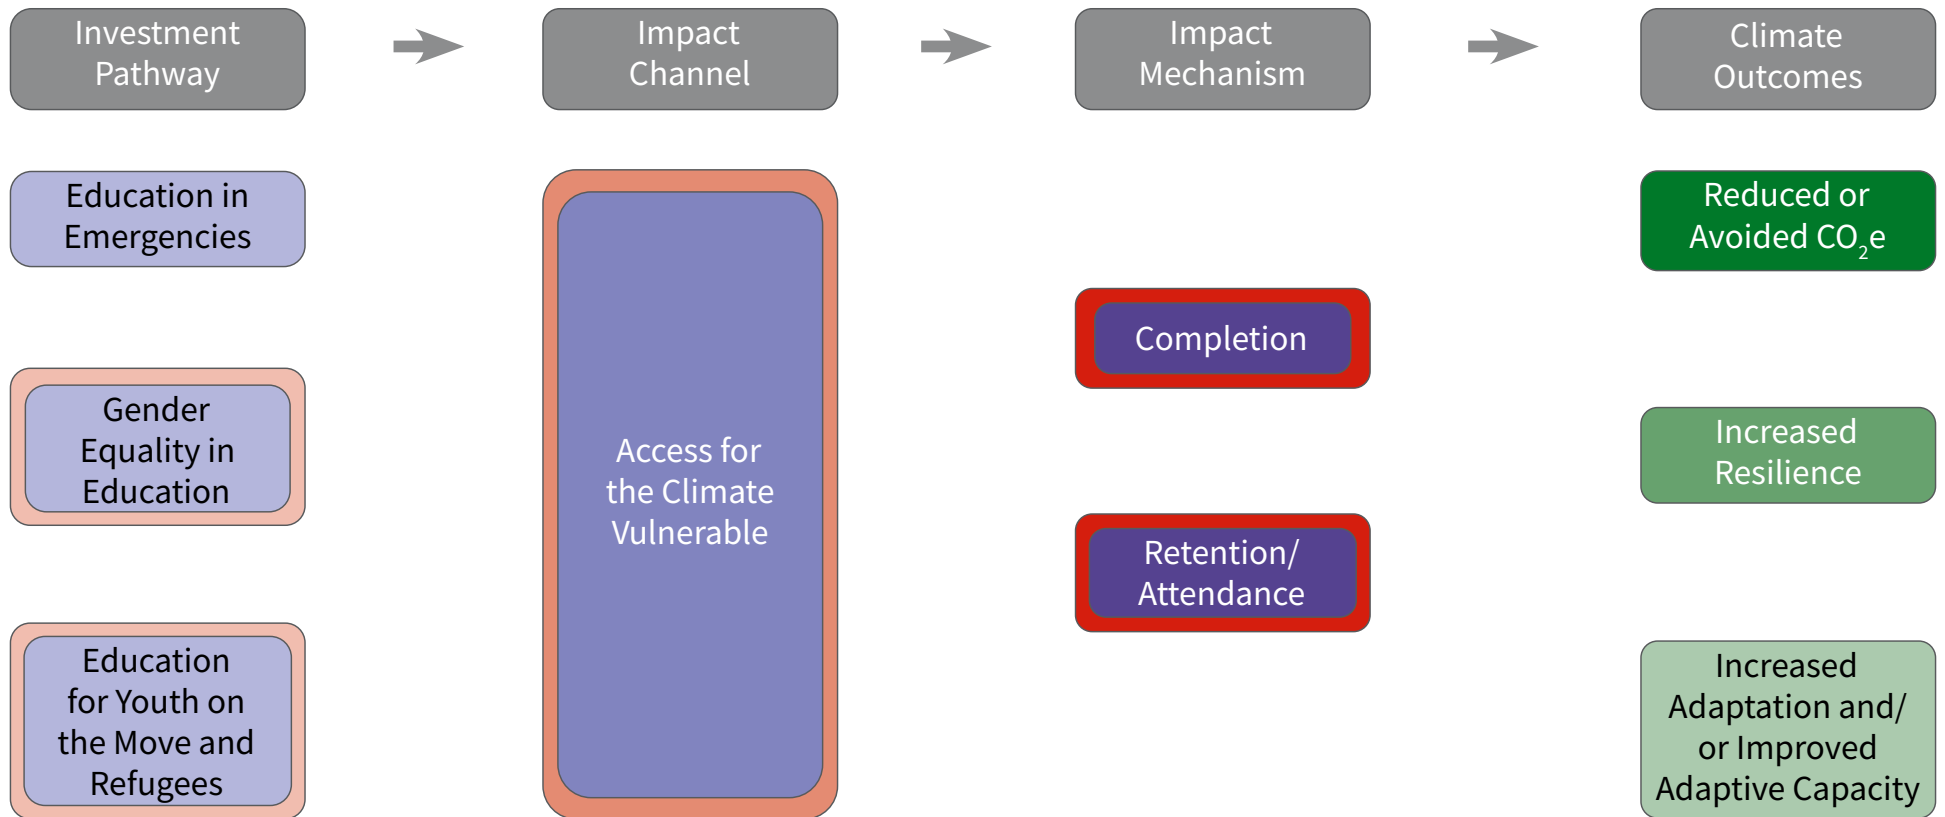 Investment
Pathway
Impact
Channel
Impact
Mechanism
Climate
Outcomes
Education in
Emergencies
Gender
Equality in
Education
Education
for Youth on
the Move and
Refugees
Access for
the Climate
Vulnerable
Completion
Retention/
Attendance
Reduced or
Avoided CO₂e
Increased
Resilience
Increased
Adaptation and/
or Improved
Adaptive Capacity